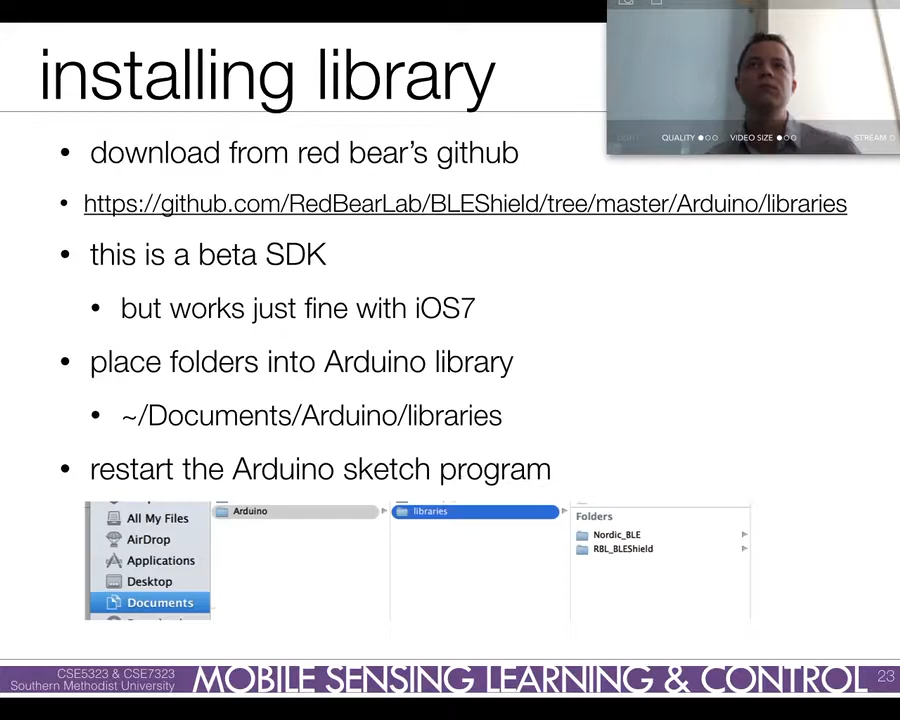 installing library
QUALITY
VIDEO SIZE
STREAM
• download from red bear's github
• https://github.com/RedBearLab/BLEShield/tree/master/Arduino/libraries
• this is a beta SDK
• but works just fine with iOS7
• place folders into Arduino library
• ~/Documents/Arduino/libraries
• restart the Arduino sketch program
All My Files
AirDrop
Applications
Desktop
Documents
Arduino
libraries
Folders
Nordic_BLE
RBL_BLEShield
CSE5323 & CSE7323
Southern Methodist University
MOBILE SENSING LEARNING & CONTROL
23